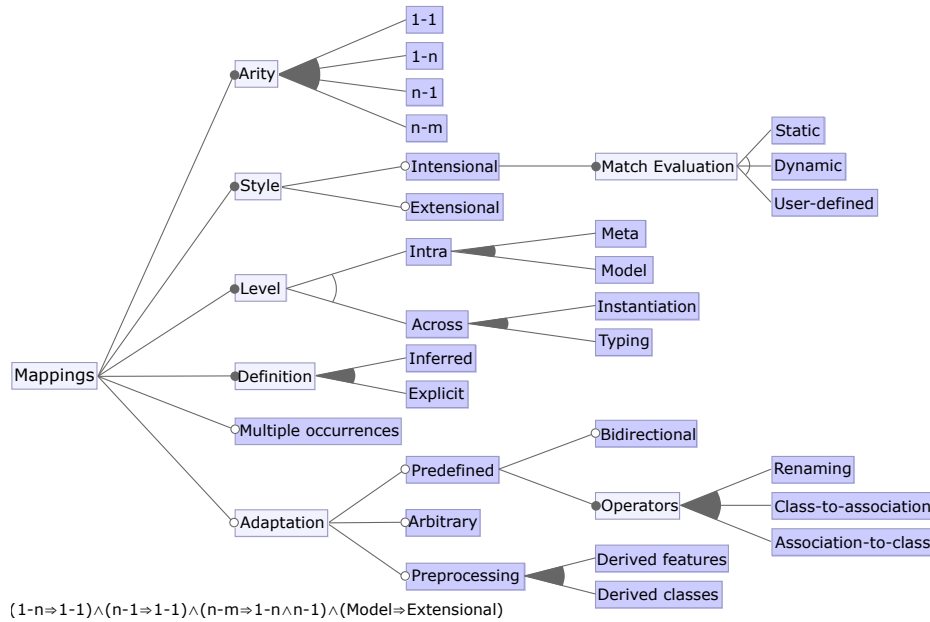 1-1
1-n
Arity
n-1
n-m
Static
Intensional
Match Evaluation
Dynamic
Style
User-defined
Extensional
Meta
Intra
Model
Level
Instantiation
Across
Typing
Inferred
Mappings
Definition
Explicit
Multiple occurrences
Bidirectional
Predefined
Renaming
Operators
Class-to-association
Adaptation
Arbitrary
Association-to-class
Derived features
Preprocessing
Derived classes
(1-n⇒1-1)∧(n-1⇒1-1)∧(n-m⇒1-n∧n-1)∧(Model⇒Extensional)